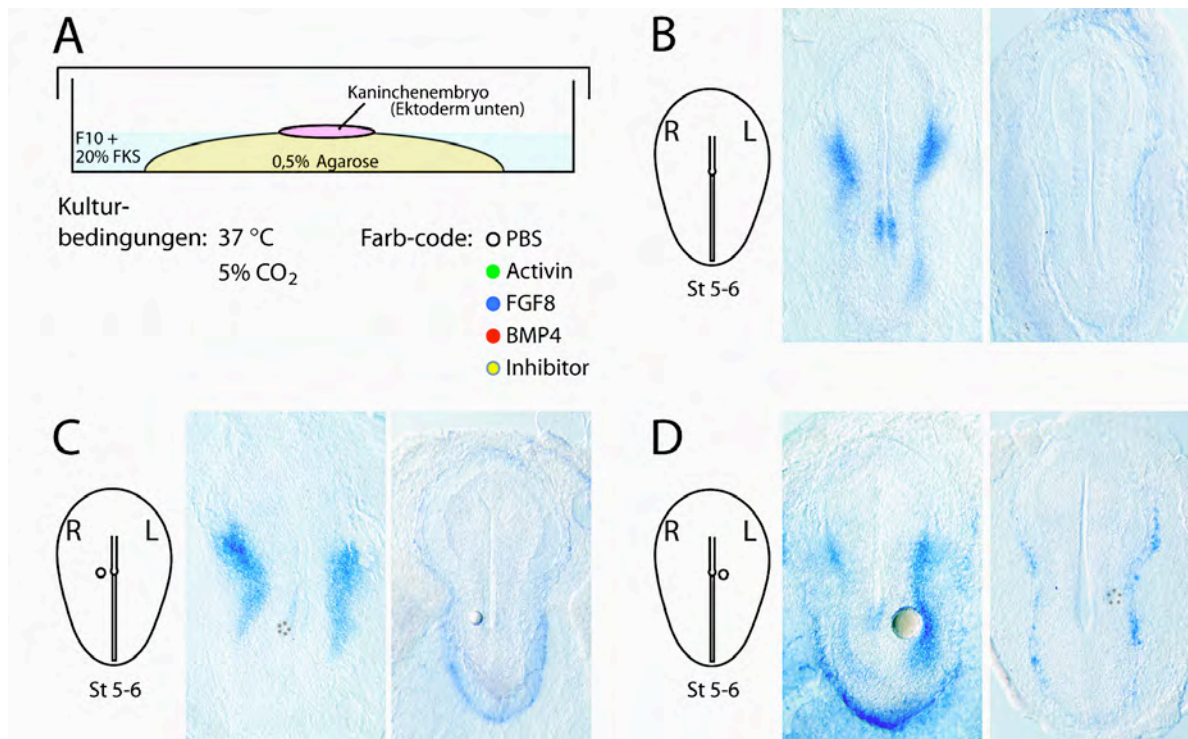 A
Kaninchenembryo
(Ektoderm unten)
F10 +
20% FKS
0,5% Agarose
Kultur-
bedingungen: 37 °C
5% CO₂
Farb-code:
PBS
Activin
FGF8
BMP4
Inhibitor
B
R L
St 5-6
C
R L
St 5-6
D
R L
St 5-6